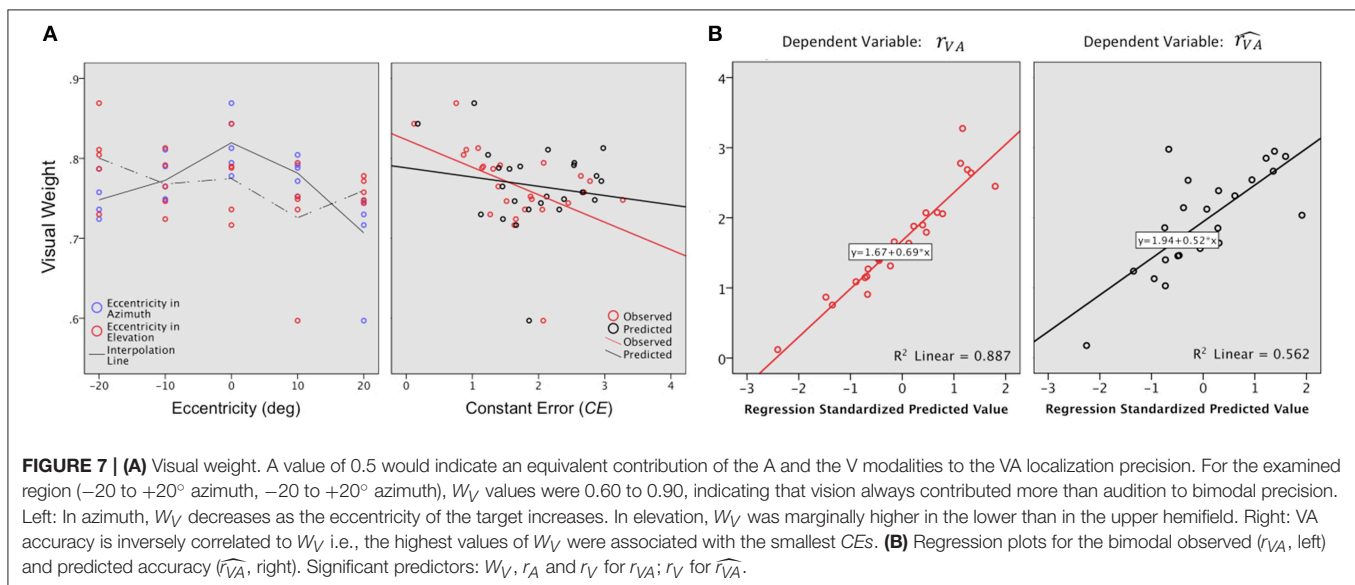 A
B
Dependent Variable: r_VA
Dependent Variable: \widehat{r_{VA}}
.9
.8
.7
.6
Visual Weight
Eccentricity in
Azimuth
Eccentricity in
Elevation
Interpolation
Line
-20 -10 0 10 20
Eccentricity (deg)
Observed
Predicted
Observed
Predicted
0 1 2 3 4
Constant Error (CE)
4
3
2
1
0
y=1.67+0.69*x
R² Linear = 0.887
-3 -2 -1 0 1 2
Regression Standardized Predicted Value
y=1.94+0.52*x
R² Linear = 0.562
-3 -2 -1 0 1 2
Regression Standardized Predicted Value
FIGURE 7 | (A) Visual weight. A value of 0.5 would indicate an equivalent contribution of the A and the V modalities to the VA localization precision. For the examined
region (−20 to +20° azimuth, −20 to +20° azimuth), W_V values were 0.60 to 0.90, indicating that vision always contributed more than audition to bimodal precision.
Left: In azimuth, W_V decreases as the eccentricity of the target increases. In elevation, W_V was marginally higher in the lower than in the upper hemifield. Right: VA
accuracy is inversely correlated to W_V i.e., the highest values of W_V were associated with the smallest CEs. (B) Regression plots for the bimodal observed (r_VA, left)
and predicted accuracy (\widehat{r_{VA}}, right). Significant predictors: W_V, r_A and r_V for r_VA; r_V for \widehat{r_{VA}}.